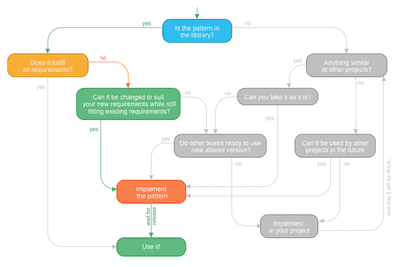 yes
Is the pattern in
the library?
no
Does it fulfill
all requirements?
no
yes
Anything similar
at other projects?
yes
no
Can it be changed to suit
your new requirements while still
fitting existing requirements?
no
no
Can you take it as it is?
yes
yes
Do other teams ready to use
new altered version?
yes
no
Can it be used by other
projects in the future
yes
no
Implement
the pattern
wait for
release
Implement
in your project
one day it will be there...
Use it!